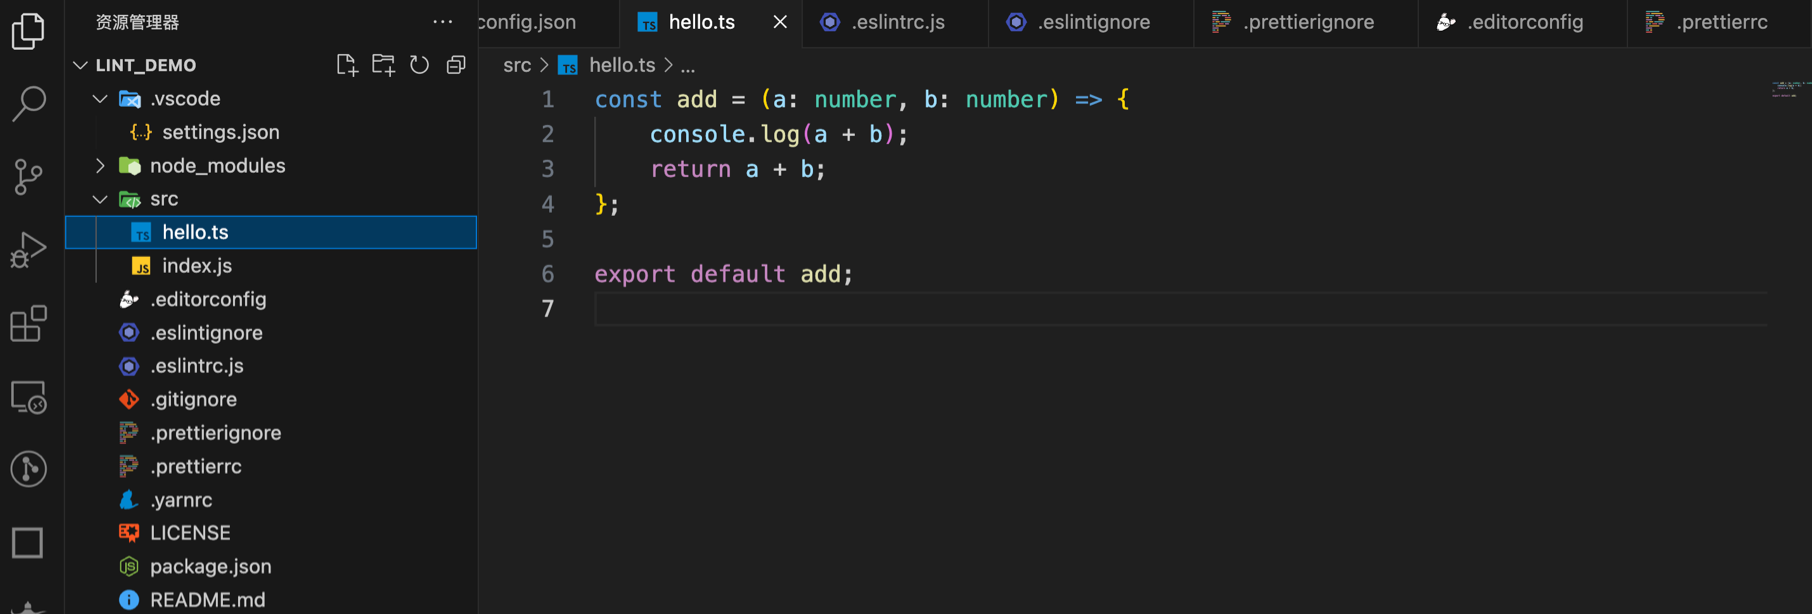 资源管理器
LINT_DEMO
.vscode
settings.json
node_modules
src
hello.ts
index.js
.editorconfig
.eslintignore
.eslintrc.js
.gitignore
.prettierignore
.prettierrc
.yarnrc
LICENSE
package.json
README.md
config.json hello.ts .eslintrc.js .eslintignore .prettierignore .editorconfig .prettierrc
src > hello.ts > ...
1 const add = (a: number, b: number) => {
2 console.log(a + b);
3 return a + b;
4 };
5
6 export default add;
7